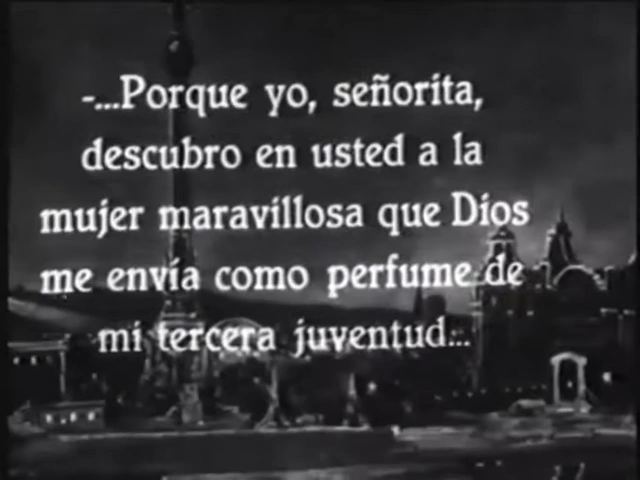 -...Porque yo, señorita,
descubro en usted a la
mujer maravillosa que Dios
me envía como perfume de
mi tercera juventud...